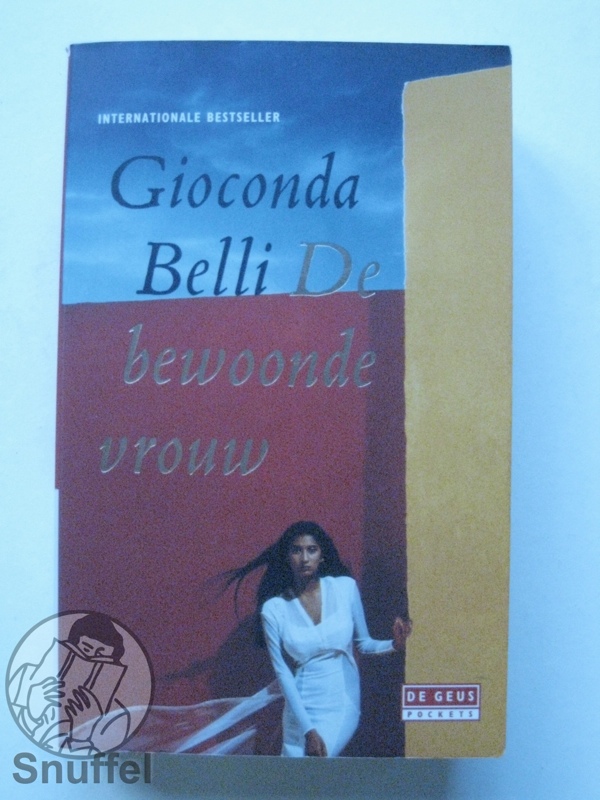 INTERNATIONALE BESTSELLER
Gioconda
Belli De
bewoonde
vrouw
DE GEUS
POCKETS
Snuffel